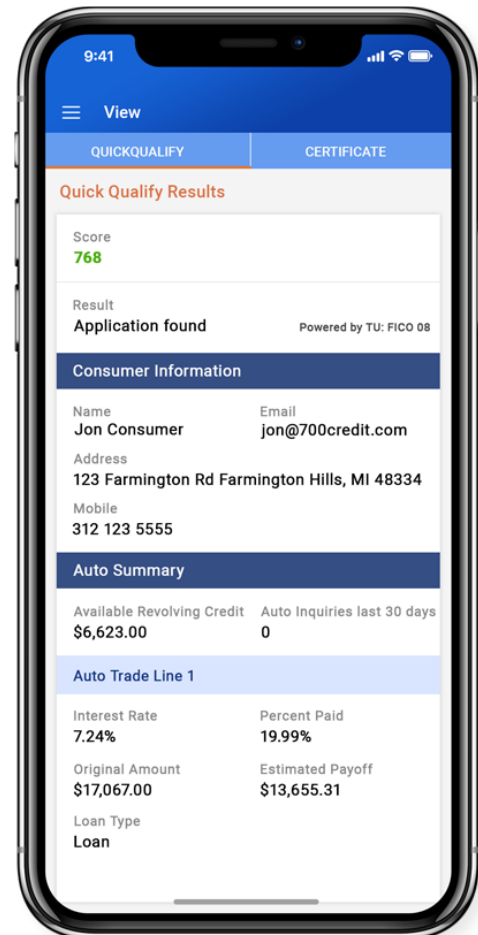 9:41
View
QUICKQUALIFY CERTIFICATE
Quick Qualify Results
Score
768
Result
Application found Powered by TU: FICO 08
Consumer Information
Name Email
Jon Consumer jon@700credit.com
Address
123 Farmington Rd Farmington Hills, MI 48334
Mobile
312 123 5555
Auto Summary
Available Revolving Credit Auto Inquiries last 30 days
$6,623.00 0
Auto Trade Line 1
Interest Rate Percent Paid
7.24% 19.99%
Original Amount Estimated Payoff
$17,067.00 $13,655.31
Loan Type
Loan